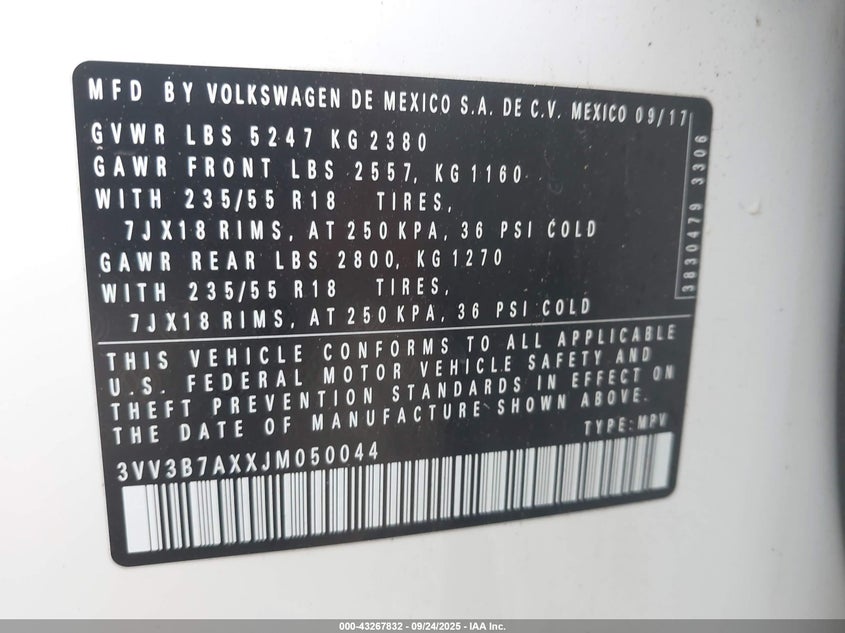 MFD BY VOLKSWAGEN DE MEXICO S.A. DE C.V. MEXICO 09/17
GVWR LBS 5247 KG 2380
GAWR FRONT LBS 2557, KG 1160
WITH 235/55 R18 TIRES,
7JX18 RIMS, AT 250 KPA, 36 PSI COLD
GAWR REAR LBS 2800, KG 1270
WITH 235/55 R18 TIRES,
7JX18 RIMS, AT 250 KPA, 36 PSI COLD
3830479 3306
THIS VEHICLE CONFORMS TO ALL APPLICABLE
U.S. FEDERAL MOTOR VEHICLE SAFETY AND
THEFT PREVENTION STANDARDS IN EFFECT ON
THE DATE OF MANUFACTURE SHOWN ABOVE.
TYPE: MPV
3VV3B7AXXJM050044
000-43267832 - 09/24/2025 - IAA Inc.